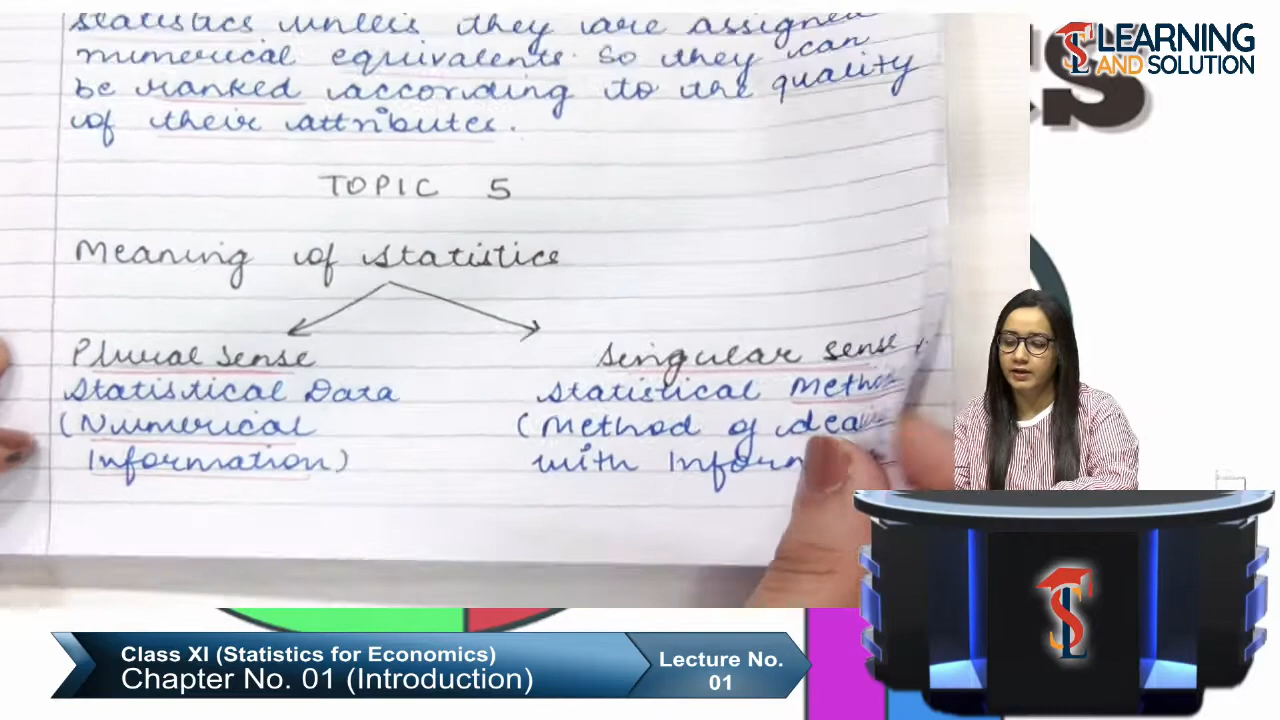 statistics unless they are assigned
numerical equivalents. So they can
be ranked according to the quality
of their attributes.
TOPIC 5
Meaning of Statistics
Plural Sense
Singular sense
Statistical Data
Statistical
(Numerical
(Method of
Information)
with
LEARNING
AND SOLUTION
Class XI (Statistics for Economics)
Chapter No. 01 (Introduction)
Lecture No.
01